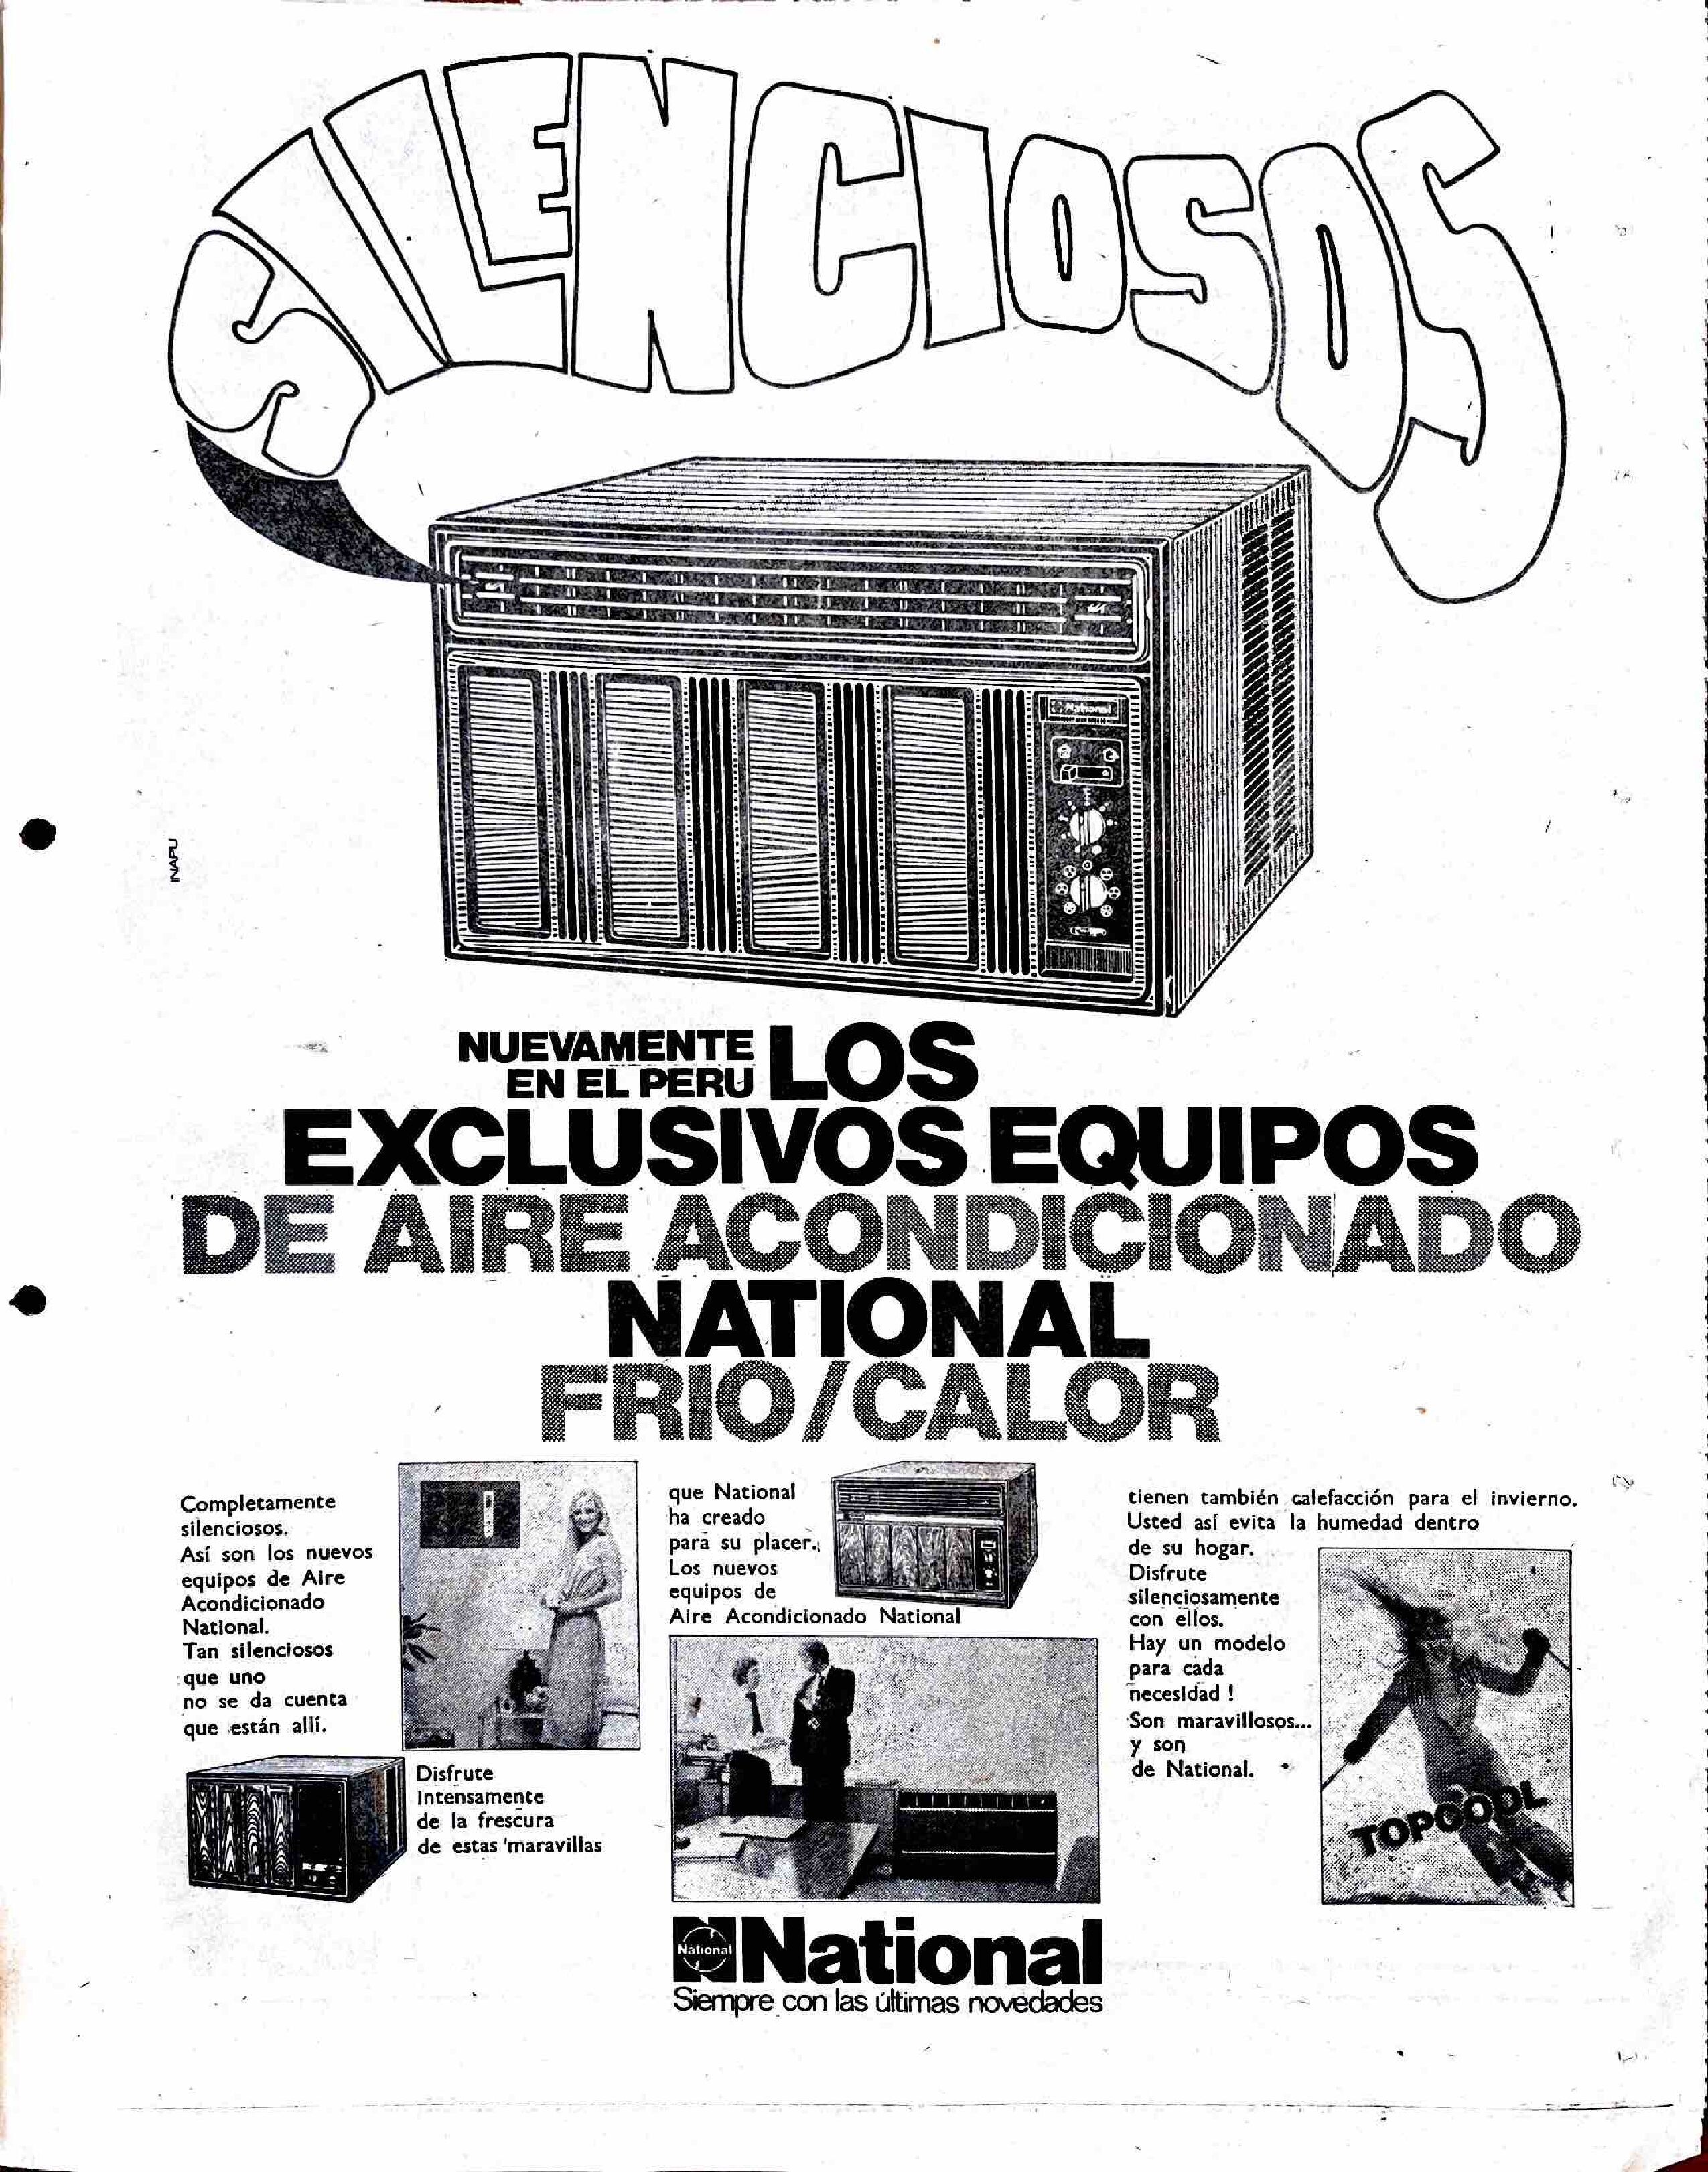 SILENCIOSOS
National
INAPU
NUEVAMENTE
EN EL PERU
LOS
EXCLUSIVOS EQUIPOS
DE AIRE ACONDICIONADO
NATIONAL
FRIO/CALOR
Completamente
silenciosos.
Así son los nuevos
equipos de Aire
Acondicionado
National.
Tan silenciosos
que uno
no se da cuenta
que están allí.
Disfrute
intensamente
de la frescura
de estas maravillas
que National
ha creado
para su placer.
Los nuevos
equipos de
Aire Acondicionado National
tienen también calefacción para el invierno.
Usted así evita la humedad dentro
de su hogar.
Disfrute
silenciosamente
con ellos.
Hay un modelo
para cada
necesidad !
Son maravillosos...
y son
de National.
TOPCOOL
National
National
Siempre con las últimas novedades